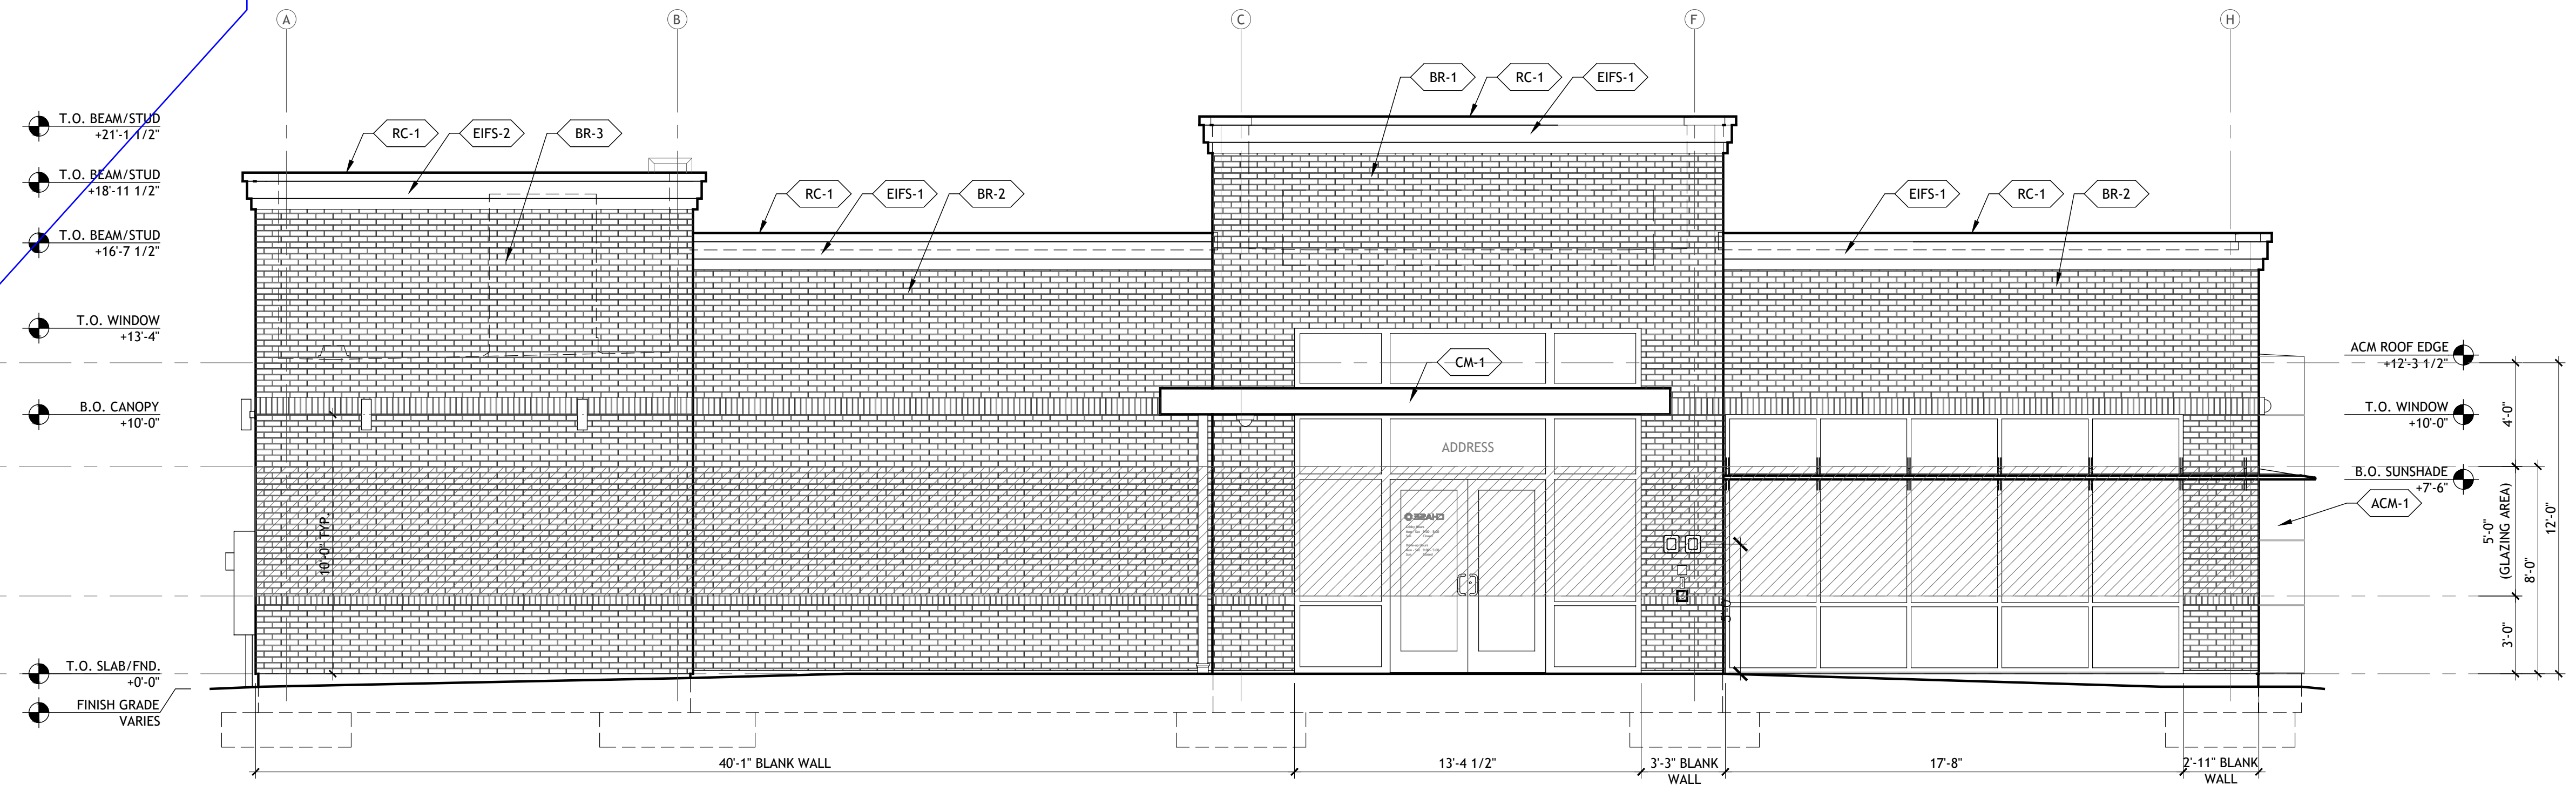 A
B
C
F
H
T.O. BEAM/STUD
+21'-1 1/2"
T.O. BEAM/STUD
+18'-11 1/2"
T.O. BEAM/STUD
+16'-7 1/2"
T.O. WINDOW
+13'-4"
B.O. CANOPY
+10'-0"
T.O. SLAB/FND.
+0'-0"
FINISH GRADE
VARIES
RC-1
EIFS-2
BR-3
RC-1
EIFS-1
BR-2
BR-1
RC-1
EIFS-1
EIFS-1
RC-1
BR-2
CM-1
ADDRESS
CHASE
10'-0" TYP.
5'-0"
ACM ROOF EDGE
+12'-3 1/2"
T.O. WINDOW
+10'-0"
B.O. SUNSHADE
+7'-6"
ACM-1
4'-0"
5'-0"
(GLAZING AREA)
3'-0"
8'-0"
12'-0"
40'-1" BLANK WALL
13'-4 1/2"
3'-3" BLANK
WALL
17'-8"
2'-11" BLANK
WALL